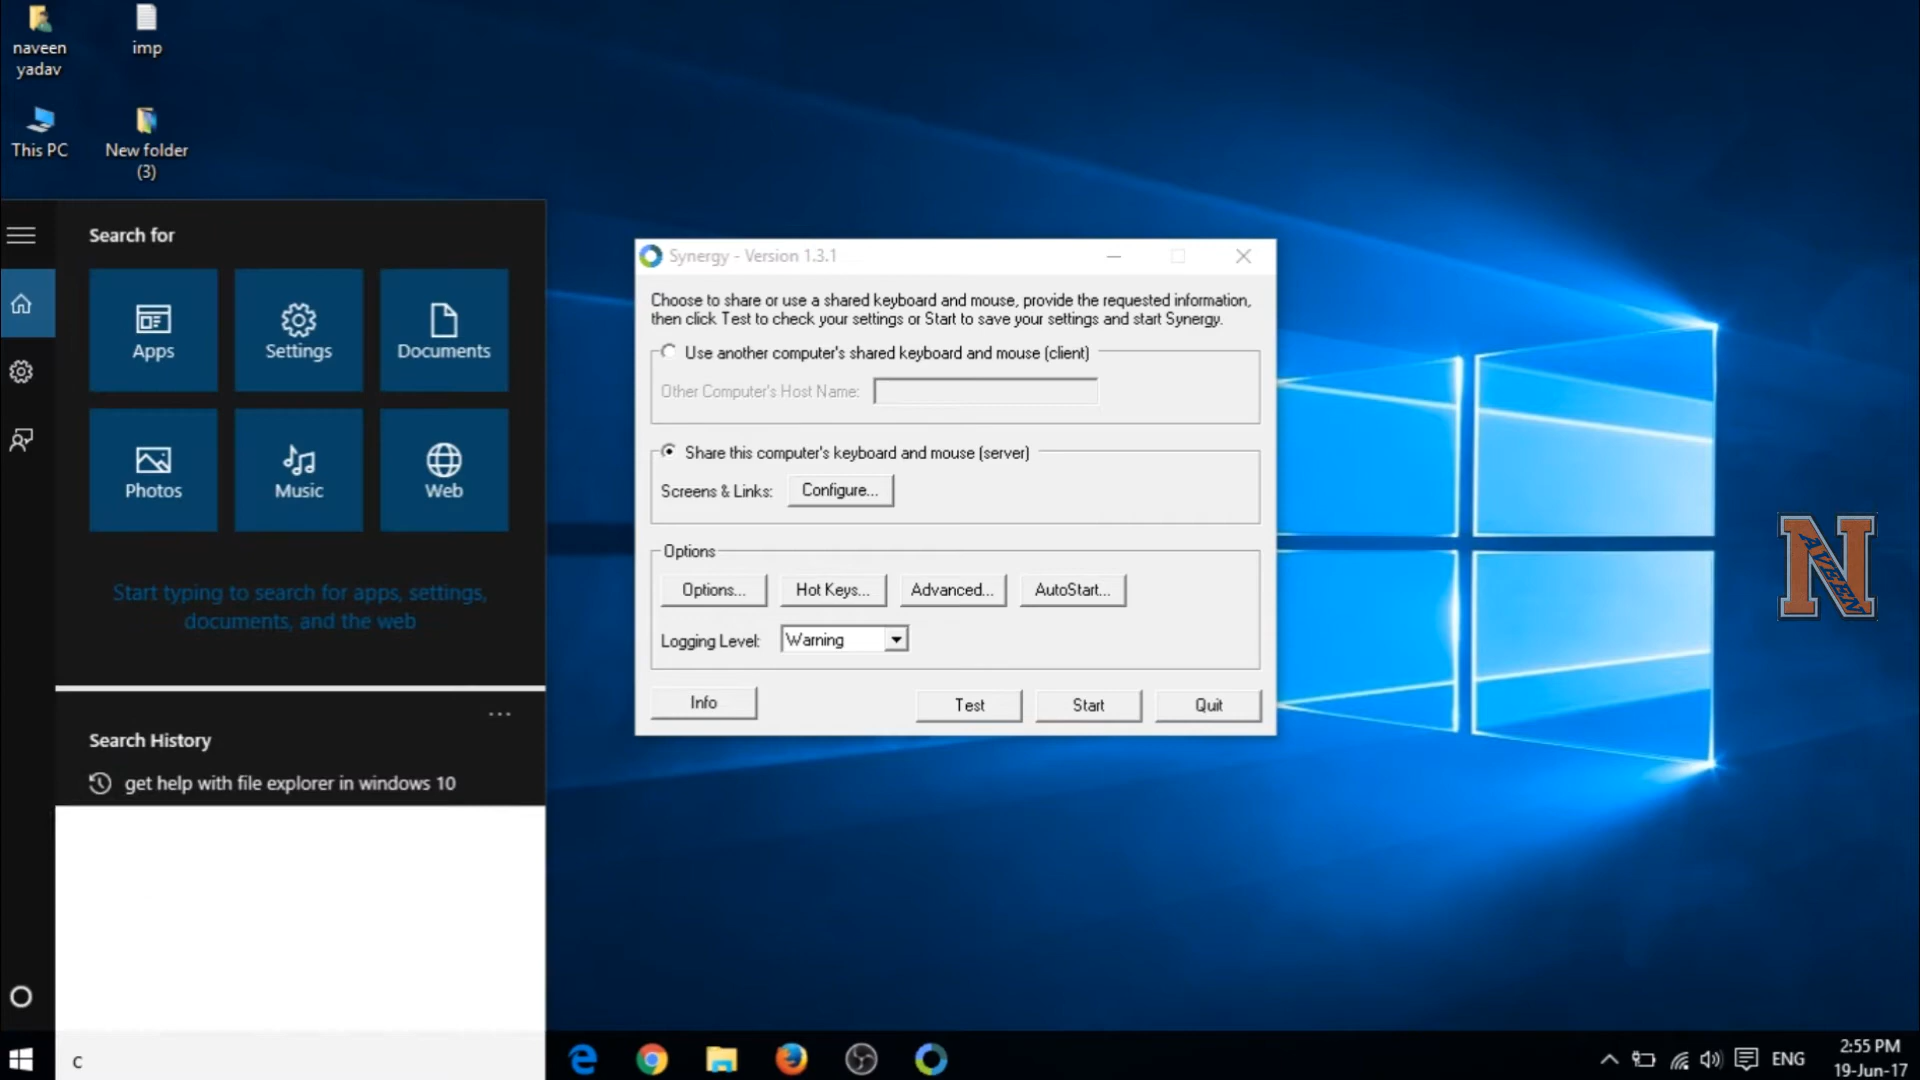 naveen
yadav
imp
This PC
New folder
(3)
Search for
Apps
Settings
Documents
Photos
Music
Web
Start typing to search for apps, settings,
documents, and the web
Search History
get help with file explorer in windows 10
c
Synergy - Version 1.3.1
Choose to share or use a shared keyboard and mouse, provide the requested information,
then click Test to check your settings or Start to save your settings and start Synergy.
Use another computer's shared keyboard and mouse (client)
Other Computer's Host Name:
Share this computer's keyboard and mouse (server)
Screens & Links:
Configure...
Options
Options...
Hot Keys...
Advanced...
AutoStart...
Logging Level:
Warning
Info
Test
Start
Quit
NAVEEN
ENG
2:55 PM
19-Jun-17